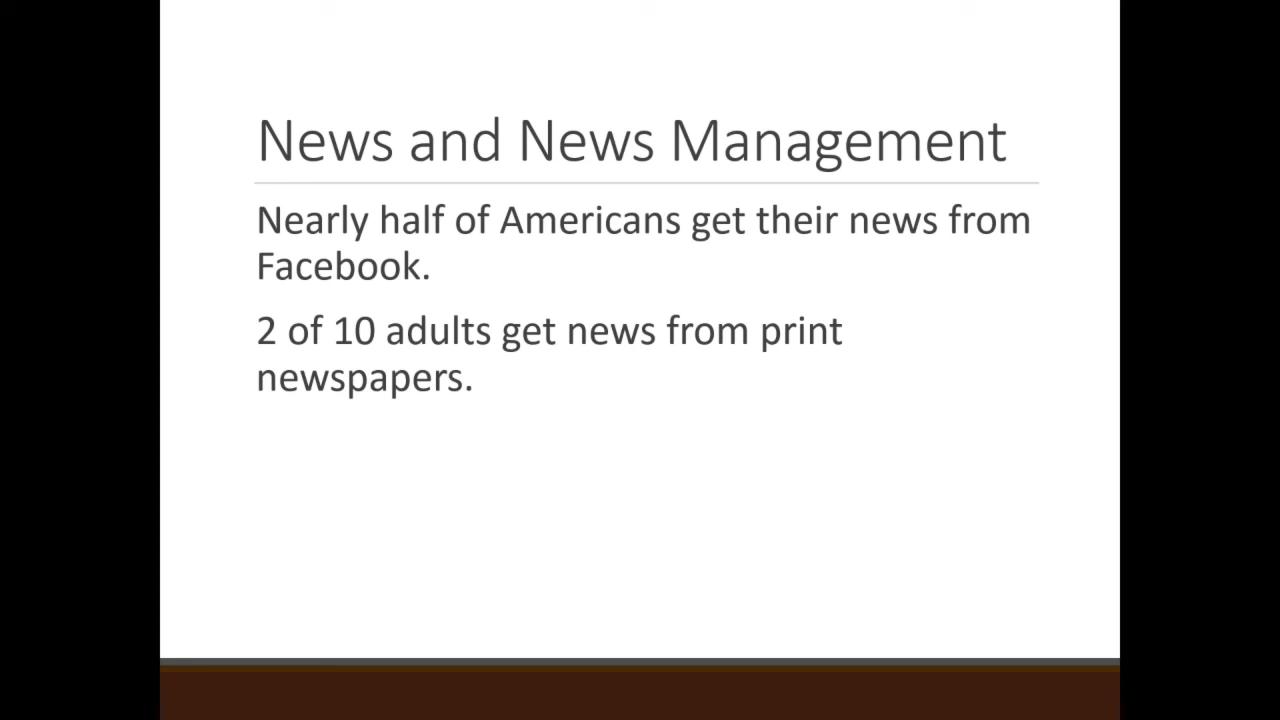 News and News Management
Nearly half of Americans get their news from
Facebook.
2 of 10 adults get news from print
newspapers.